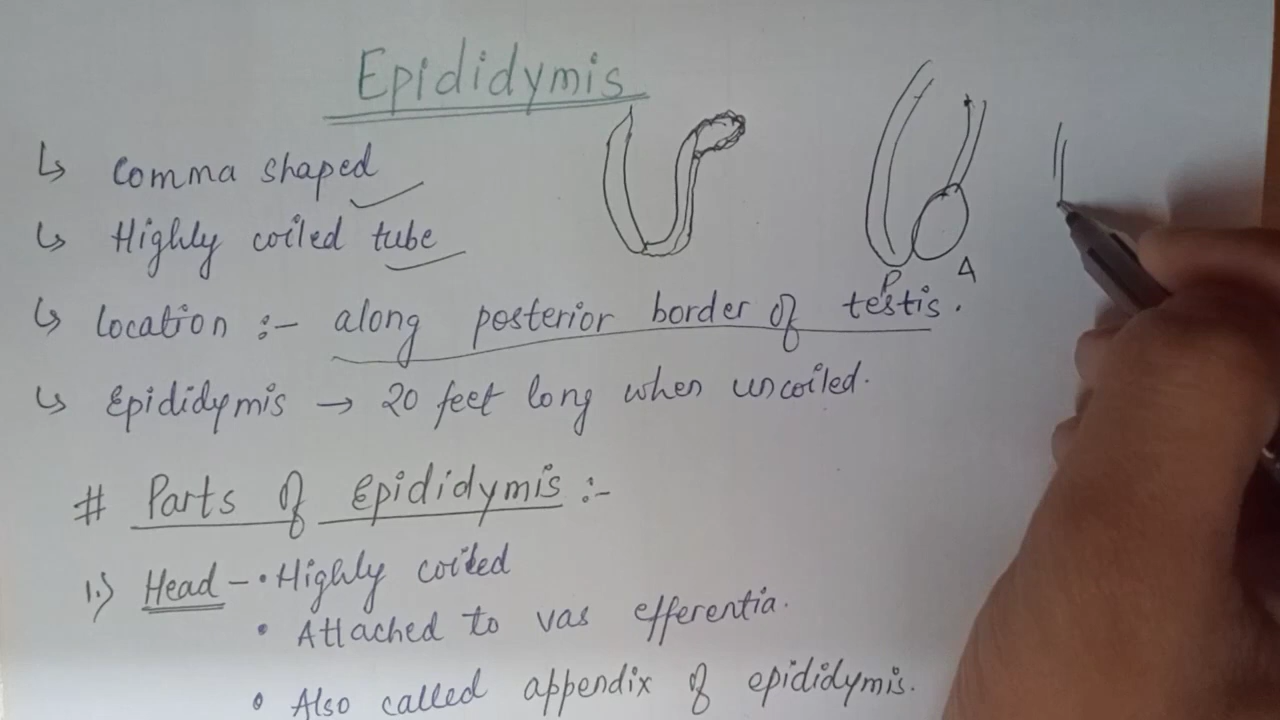 Epididymis
↳ Comma shaped
↳ Highly coiled tube
P A
↳ Location :- along posterior border of testis.
↳ Epididymis → 20 feet long when uncoiled.
# Parts of Epididymis :-
1.) Head - • Highly coiled
• Attached to vas efferentia.
• Also called appendix of epididymis.